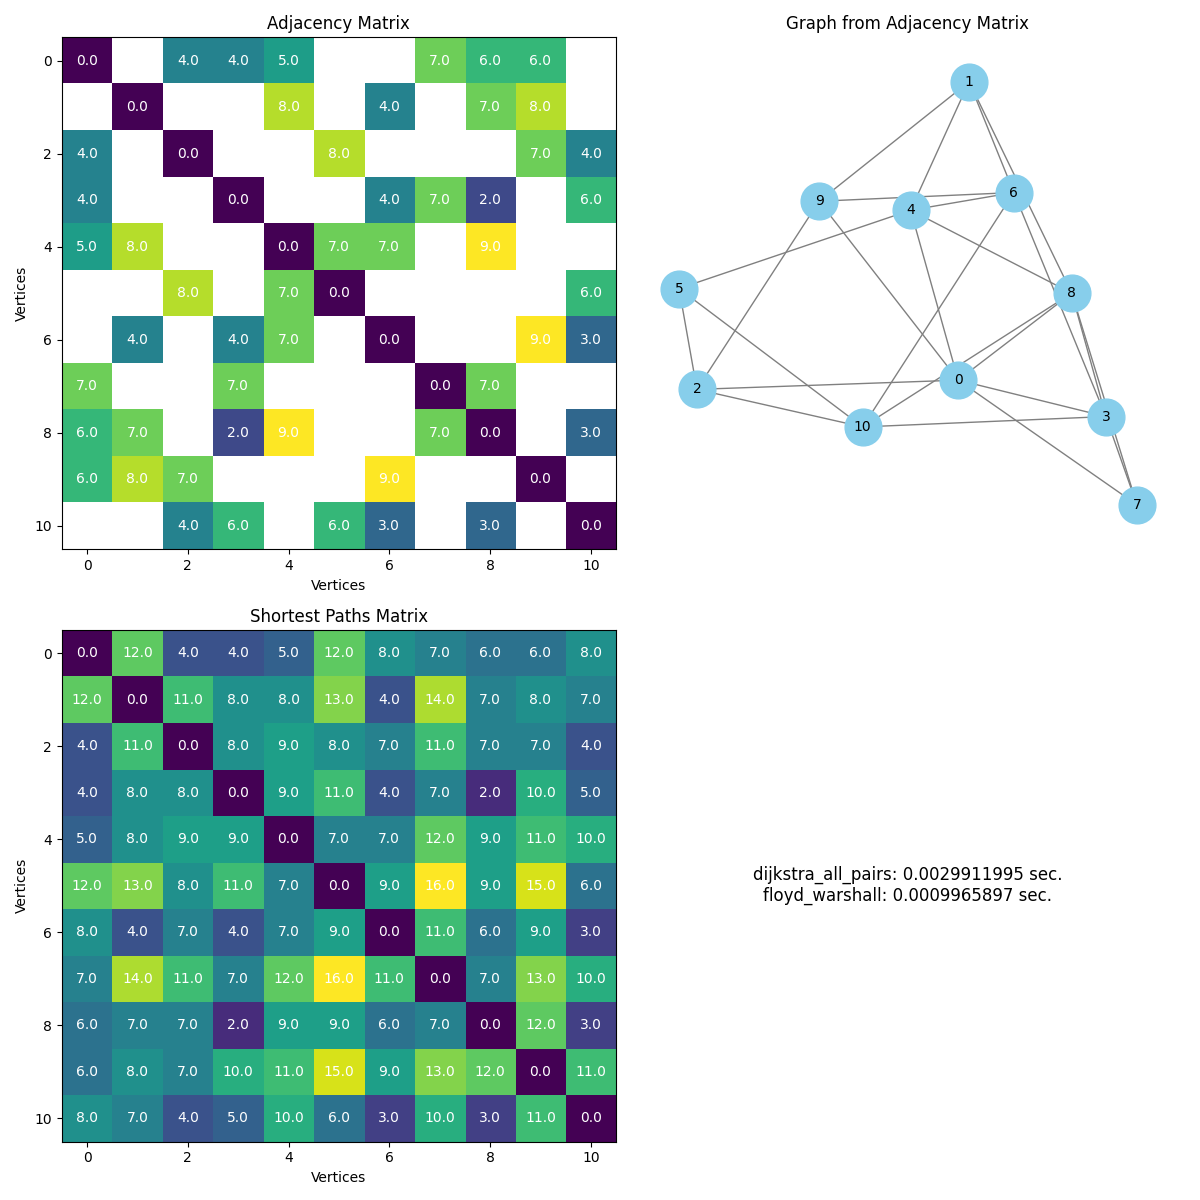 Adjacency Matrix
0 0.0 4.0 4.0 5.0 7.0 6.0 6.0
0.0 8.0 4.0 7.0 8.0
2 4.0 0.0 8.0 7.0 4.0
4.0 0.0 4.0 7.0 2.0 6.0
4 5.0 8.0 0.0 7.0 7.0 9.0
8.0 7.0 0.0 6.0
6 4.0 4.0 7.0 0.0 9.0 3.0
7.0 7.0 0.0 7.0
8 6.0 7.0 2.0 9.0 7.0 0.0 3.0
6.0 8.0 7.0 9.0 0.0
10 4.0 6.0 6.0 3.0 3.0 0.0
0 2 4 6 8 10
Vertices
Vertices
Graph from Adjacency Matrix
1
9 4 6
5 8
2 0
10 3
7
Shortest Paths Matrix
0 0.0 12.0 4.0 4.0 5.0 12.0 8.0 7.0 6.0 6.0 8.0
12.0 0.0 11.0 8.0 8.0 13.0 4.0 14.0 7.0 8.0 7.0
2 4.0 11.0 0.0 8.0 9.0 8.0 7.0 11.0 7.0 7.0 4.0
4.0 8.0 8.0 0.0 9.0 11.0 4.0 7.0 2.0 10.0 5.0
4 5.0 8.0 9.0 9.0 0.0 7.0 7.0 12.0 9.0 11.0 10.0
12.0 13.0 8.0 11.0 7.0 0.0 9.0 16.0 9.0 15.0 6.0
6 8.0 4.0 7.0 4.0 7.0 9.0 0.0 11.0 6.0 9.0 3.0
7.0 14.0 11.0 7.0 12.0 16.0 11.0 0.0 7.0 13.0 10.0
8 6.0 7.0 7.0 2.0 9.0 9.0 6.0 7.0 0.0 12.0 3.0
6.0 8.0 7.0 10.0 11.0 15.0 9.0 13.0 12.0 0.0 11.0
10 8.0 7.0 4.0 5.0 10.0 6.0 3.0 10.0 3.0 11.0 0.0
0 2 4 6 8 10
Vertices
Vertices
dijkstra_all_pairs: 0.0029911995 sec.
floyd_warshall: 0.0009965897 sec.